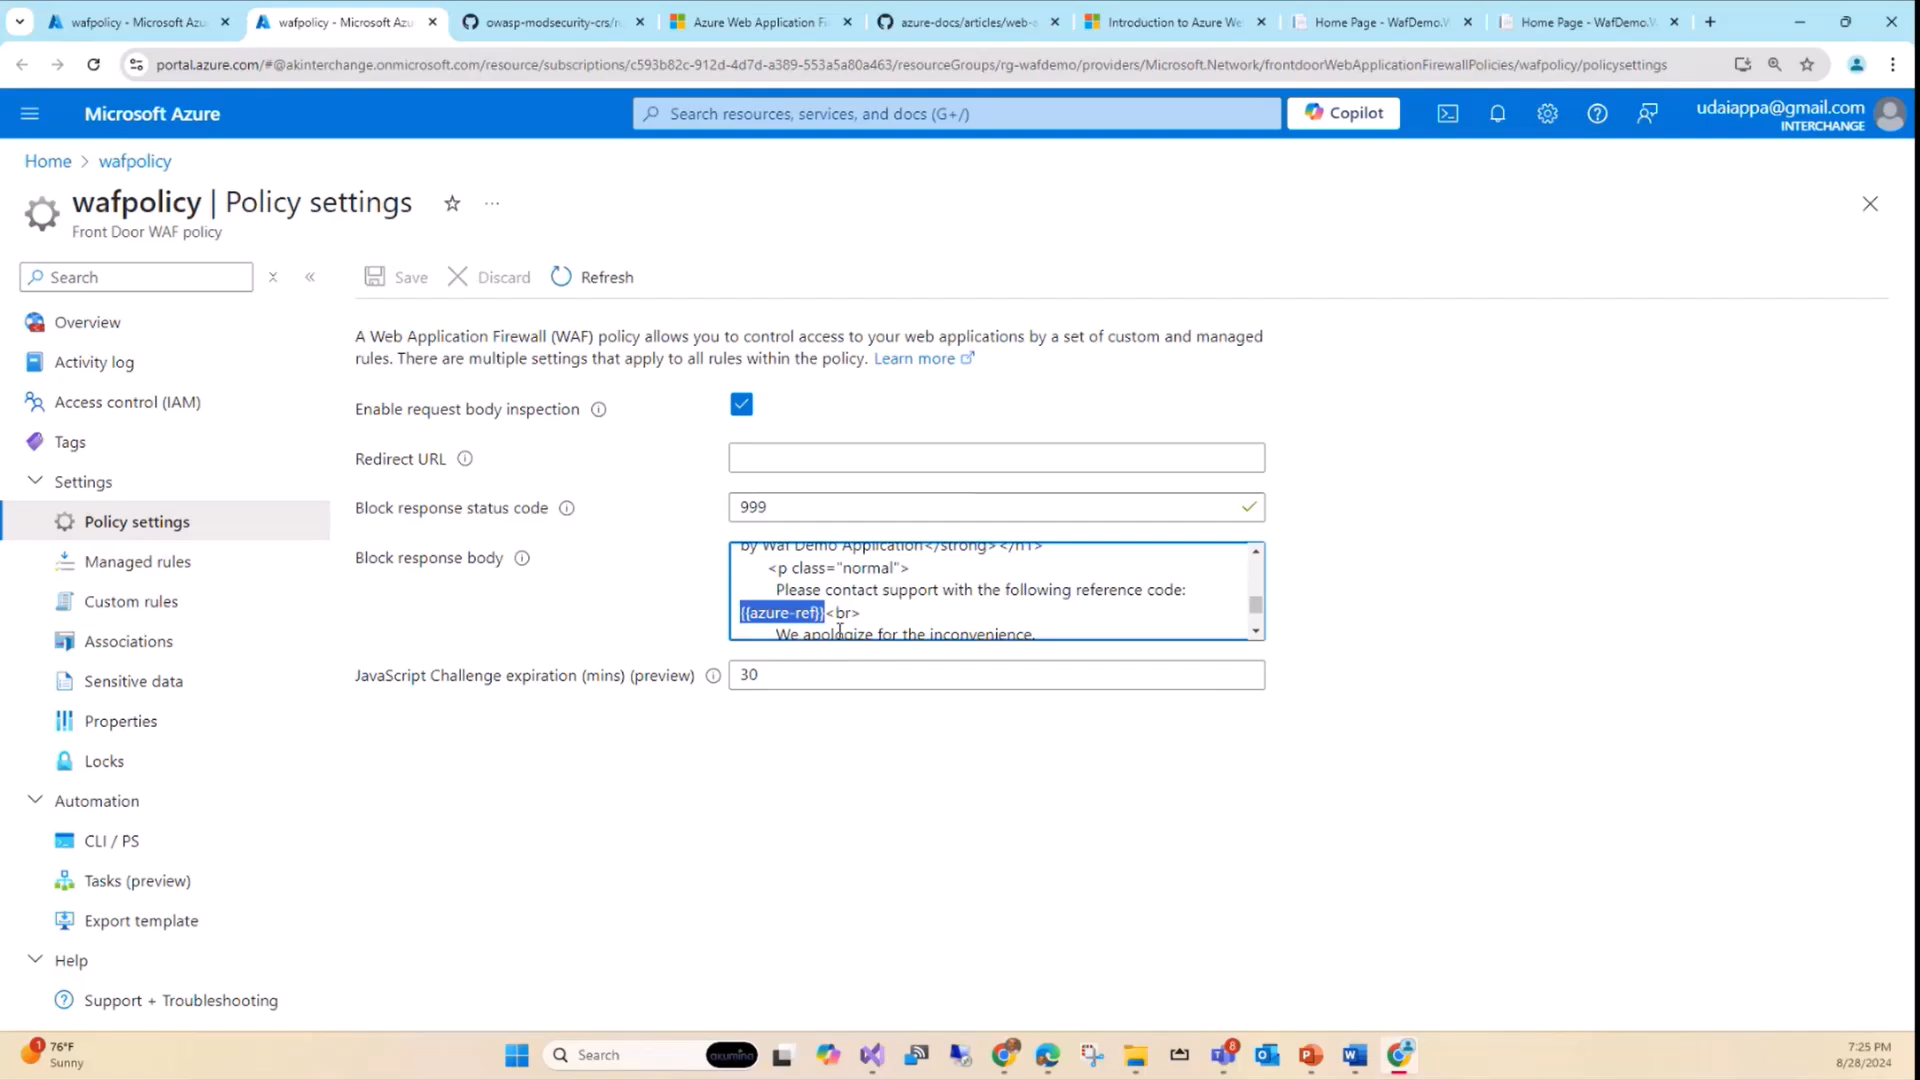 wafpolicy - Microsoft Azu
wafpolicy - Microsoft Azu
owasp-modsecurity-crs/r
Azure Web Application F
azure-docs/articles/web-a
Introduction to Azure We
Home Page - WafDemo.V
Home Page - WafDemo.V
portal.azure.com/#@akinterchange.onmicrosoft.com/resource/subscriptions/c593b82c-912d-4d7d-a389-553a5a80a463/resourceGroups/rg-wafdemo/providers/Microsoft.Network/frontdoorWebApplicationFirewallPolicies/wafpolicy/policysettings
Microsoft Azure
Search resources, services, and docs (G+/)
Copilot
udaiappa@gmail.com
INTERCHANGE
Home > wafpolicy
wafpolicy | Policy settings
Front Door WAF policy
Search
Save
Discard
Refresh
Overview
Activity log
Access control (IAM)
Tags
Settings
Policy settings
Managed rules
Custom rules
Associations
Sensitive data
Properties
Locks
Automation
CLI / PS
Tasks (preview)
Export template
Help
Support + Troubleshooting
A Web Application Firewall (WAF) policy allows you to control access to your web applications by a set of custom and managed
rules. There are multiple settings that apply to all rules within the policy. Learn more
Enable request body inspection
Redirect URL
Block response status code
999
Block response body
by Waf Demo Application</strong></h1>
<p class="normal">
Please contact support with the following reference code:
{{azure-ref}}<br>
We apologize for the inconvenience.
JavaScript Challenge expiration (mins) (preview)
30
1
76°F
Sunny
Search
akumina
8
7:25 PM
8/28/2024